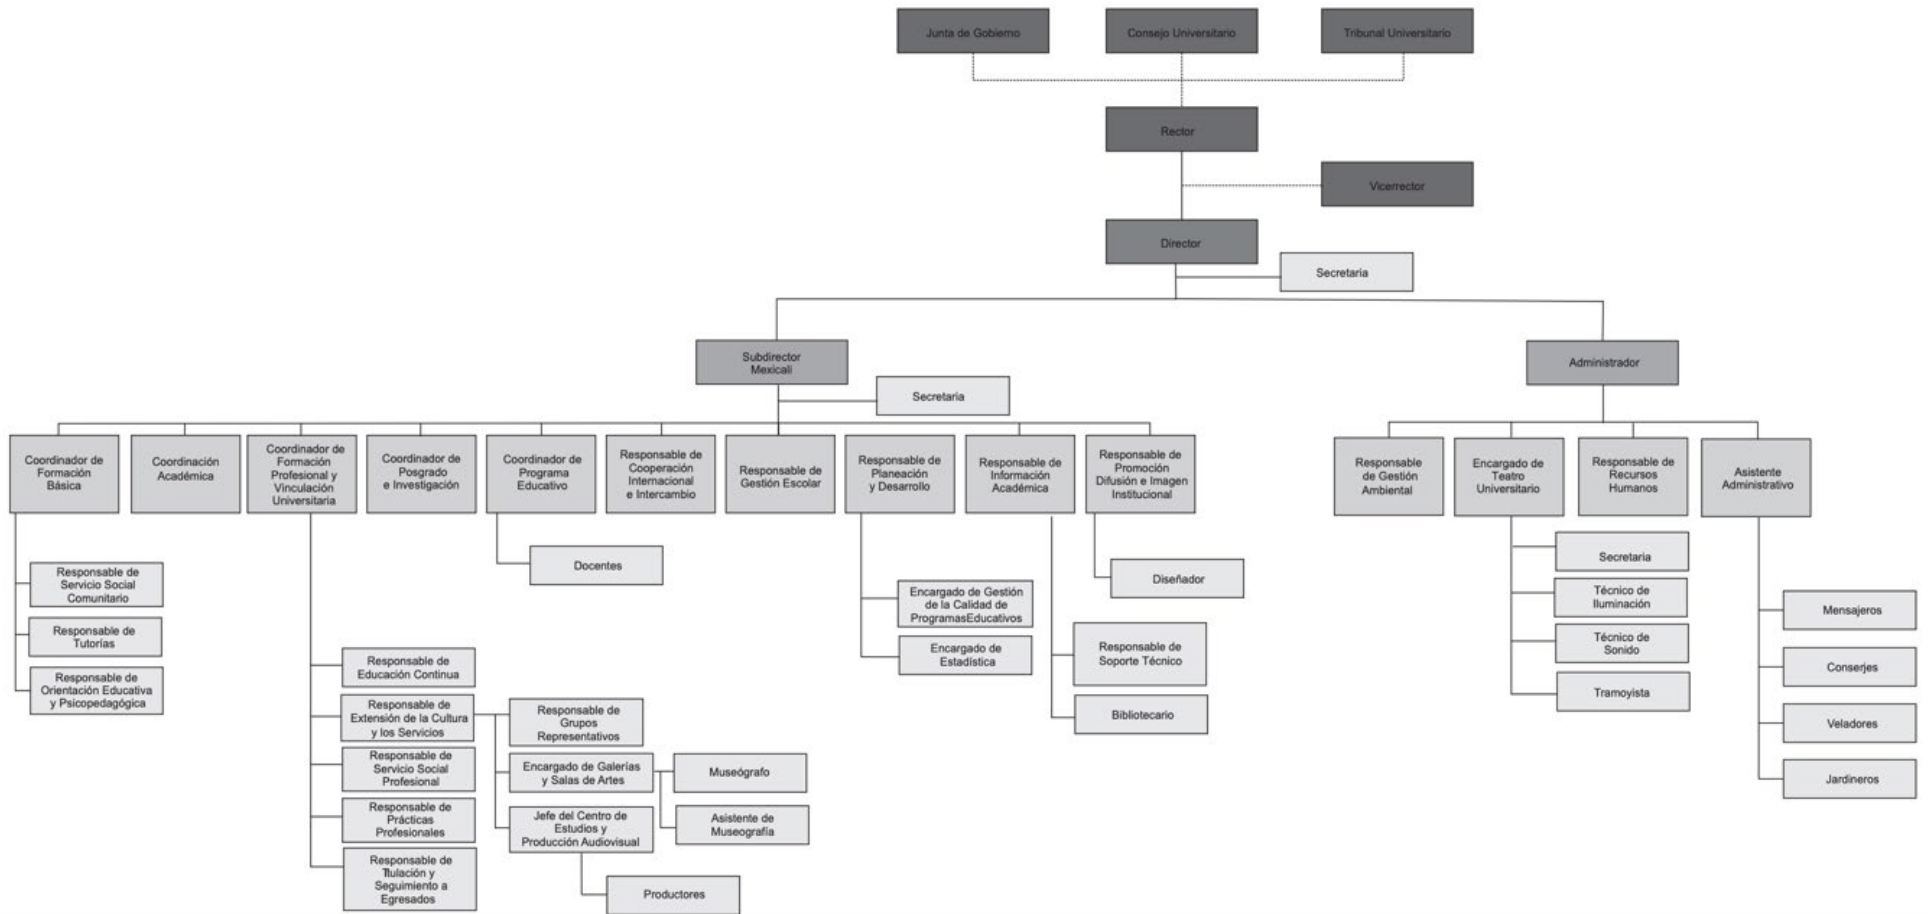 Junta de Gobierno
Consejo Universitario
Tribunal Universitario
Rector
Vicerrector
Director
Secretaria
Subdirector
Mexicali
Administrador
Secretaria
Coordinador de
Formación
Básica
Coordinación
Académica
Coordinador de
Formación
Profesional y
Vinculación
Universitaria
Coordinador de
Posgrado
e Investigación
Coordinador de
Programa
Educativo
Responsable de
Cooperación
Internacional
e Intercambio
Responsable de
Gestión Escolar
Responsable de
Planeación
y Desarrollo
Responsable de
Información
Académica
Responsable de
Promoción
Difusión e Imagen
Institucional
Responsable
de Gestión
Ambiental
Encargado de
Teatro
Universitario
Responsable de
Recursos
Humanos
Asistente
Administrativo
Responsable de
Servicio Social
Comunitario
Responsable de
Tutorías
Responsable de
Orientación Educativa
y Psicopedagógica
Responsable de
Educación Continua
Responsable de
Extensión de la Cultura
y los Servicios
Responsable de
Servicio Social
Profesional
Responsable de
Prácticas
Profesionales
Responsable de
Titulación y
Seguimiento a
Egresados
Responsable de
Grupos
Representativos
Encargado de Galerías
y Salas de Artes
Jefe del Centro de
Estudios y
Producción Audiovisual
Museógrafo
Asistente de
Museografía
Productores
Docentes
Encargado de Gestión
de la Calidad de
ProgramasEducativos
Encargado de
Estadística
Responsable de
Soporte Técnico
Bibliotecario
Diseñador
Secretaria
Técnico de
Iluminación
Técnico de
Sonido
Tramoyista
Mensajeros
Conserjes
Veladores
Jardineros